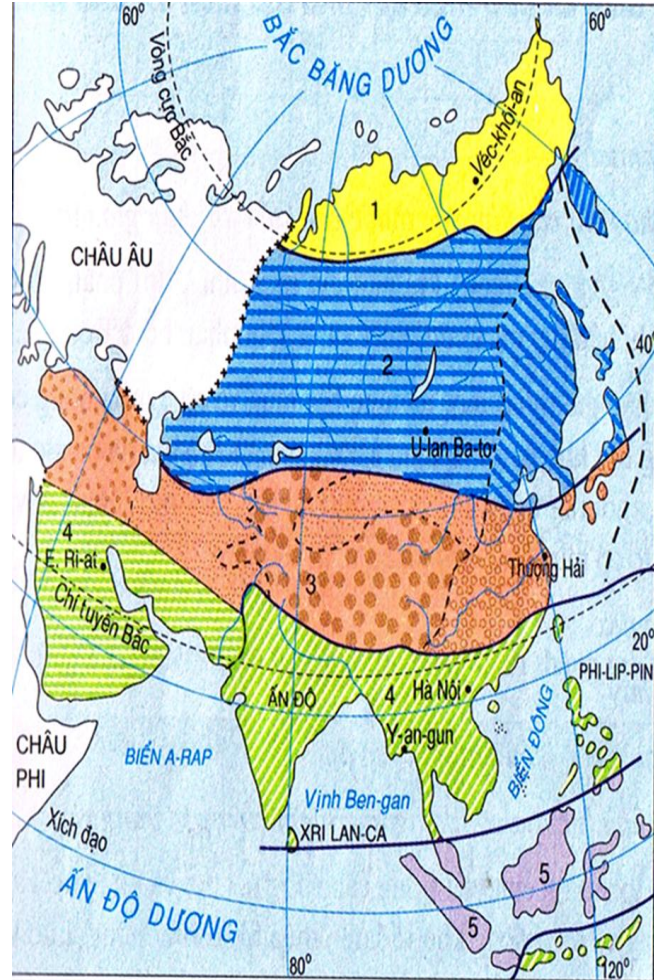 60°
60°
BẮC BĂNG DƯƠNG
Vòng cực Bắc
Véc-khôi-an
1
CHÂU ÂU
40°
2
U-lan Ba-to
4
E. Ri-at
3
Thượng Hải
Chí tuyến Bắc
20°
PHI-LIP-PIN
ẤN ĐỘ
4
Hà Nội
Y-an-gun
BIỂN ĐÔNG
CHÂU
PHI
BIỂN A-RAP
Vịnh Ben-gan
XRI LAN-CA
Xích đạo
5
5
ẤN ĐỘ DƯƠNG
80°
120°